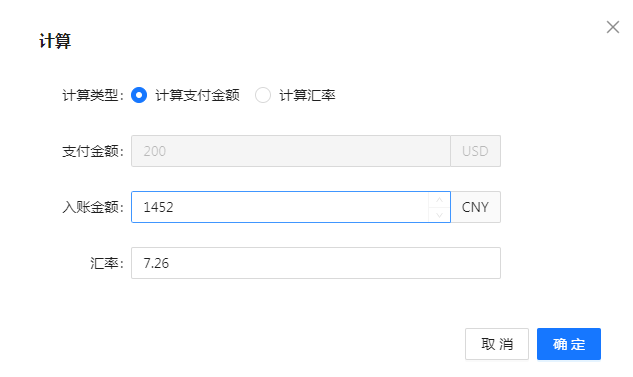 计算
计算类型: 计算支付金额 计算汇率
支付金额: 200 USD
入账金额: 1452 CNY
汇率: 7.26
取消 确定